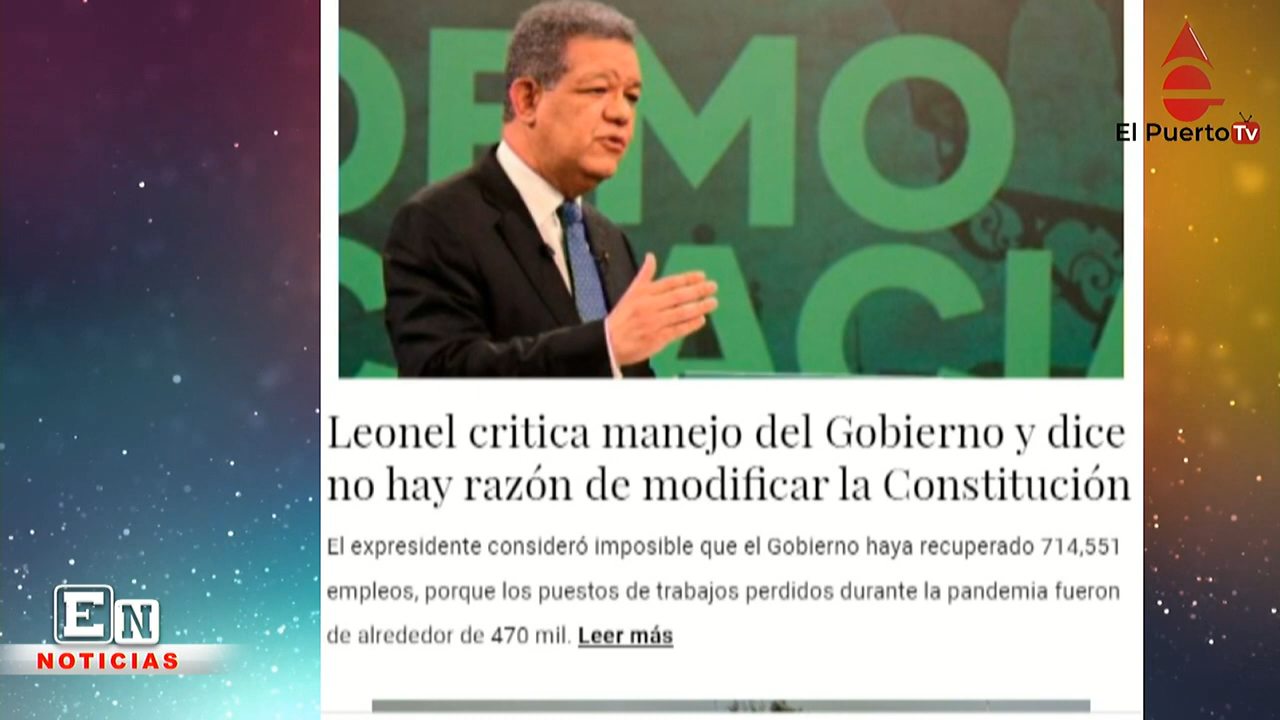 DEMO
CRACIA
El Puerto Tv
Leonel critica manejo del Gobierno y dice
no hay razón de modificar la Constitución
El expresidente consideró imposible que el Gobierno haya recuperado 714,551
empleos, porque los puestos de trabajos perdidos durante la pandemia fueron
de alrededor de 470 mil. Leer más
EN
NOTICIAS